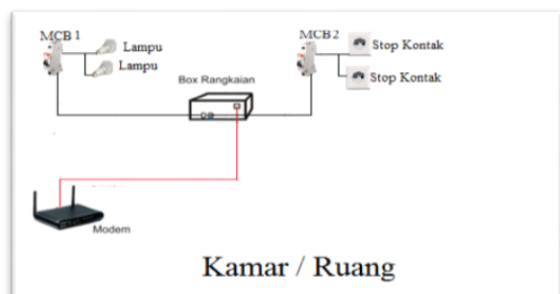 MCB 1
Lampu
Lampu
MCB 2
Stop Kontak
Stop Kontak
Box Rangkaian
Modem
Kamar / Ruang